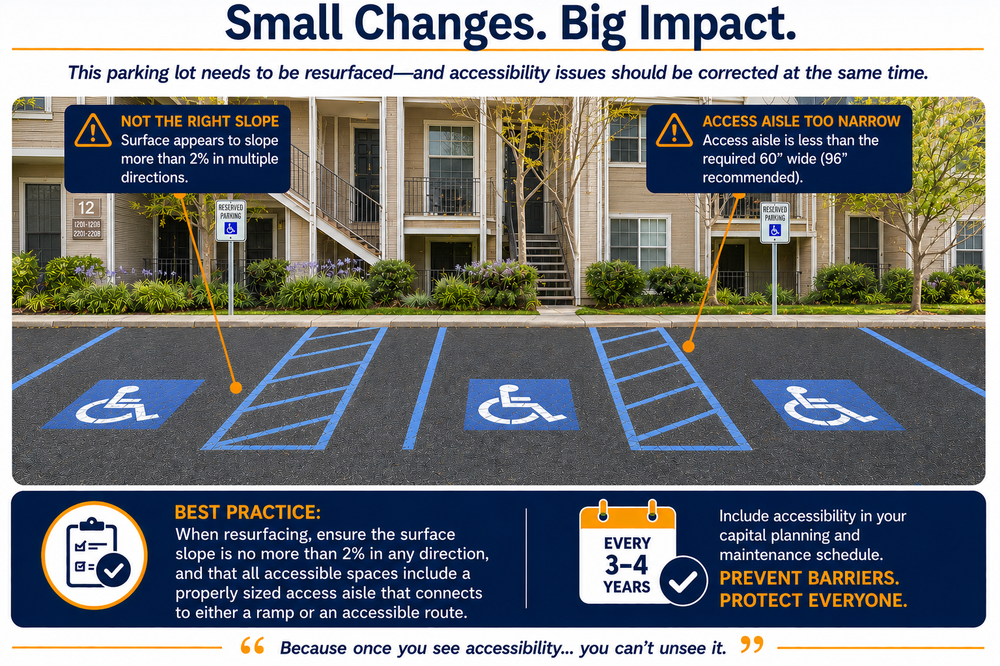 Small Changes. Big Impact.
This parking lot needs to be resurfaced—and accessibility issues should be corrected at the same time.
NOT THE RIGHT SLOPE
Surface appears to slope
more than 2% in multiple
directions.
ACCESS AISLE TOO NARROW
Access aisle is less than the
required 60” wide (96”
recommended).
12
1201-1208
2201-2208
RESERVED
PARKING
RESERVED
PARKING
BEST PRACTICE:
When resurfacing, ensure the surface
slope is no more than 2% in any direction,
and that all accessible spaces include a
properly sized access aisle that connects
to either a ramp or an accessible route.
EVERY
3–4
YEARS
Include accessibility in your
capital planning and
maintenance schedule.
PREVENT BARRIERS.
PROTECT EVERYONE.
“ Because once you see accessibility... you can’t unsee it. ”